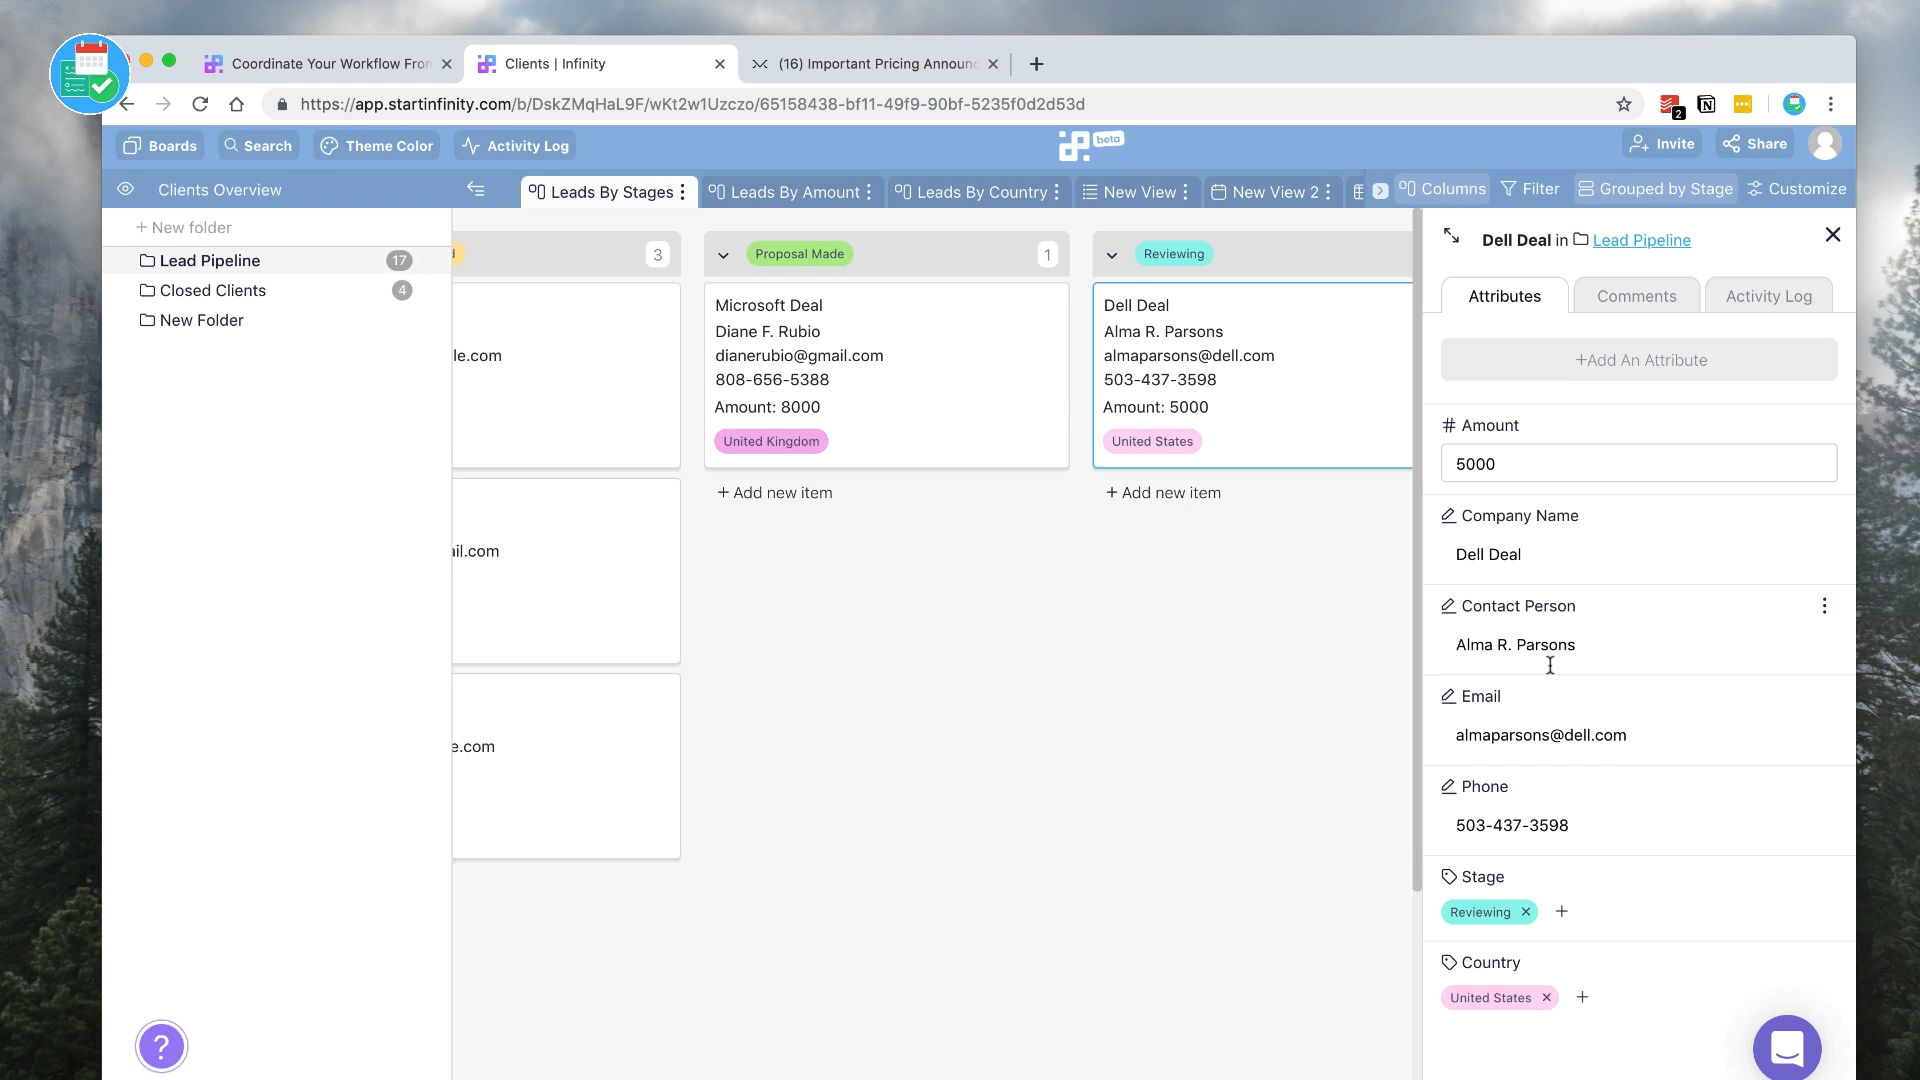 Coordinate Your Workflow Fron
Clients | Infinity
(16) Important Pricing Announc
https://app.startinfinity.com/b/DskZMqHaL9F/wKt2w1Uzczo/65158438-bf11-49f9-90bf-5235f0d2d53d
2
Boards
Search
Theme Color
Activity Log
beta
Invite
Share
Clients Overview
Leads By Stages
Leads By Amount
Leads By Country
New View
New View 2
Columns
Filter
Grouped by Stage
Customize
+ New folder
Lead Pipeline 17
Closed Clients 4
New Folder
d 3
le.com
ail.com
e.com
Proposal Made 1
Microsoft Deal
Diane F. Rubio
dianerubio@gmail.com
808-656-5388
Amount: 8000
United Kingdom
+ Add new item
Reviewing
Dell Deal
Alma R. Parsons
almaparsons@dell.com
503-437-3598
Amount: 5000
United States
+ Add new item
Dell Deal in Lead Pipeline
Attributes
Comments
Activity Log
+Add An Attribute
# Amount
5000
Company Name
Dell Deal
Contact Person
Alma R. Parsons
Email
almaparsons@dell.com
Phone
503-437-3598
Stage
Reviewing
Country
United States
?